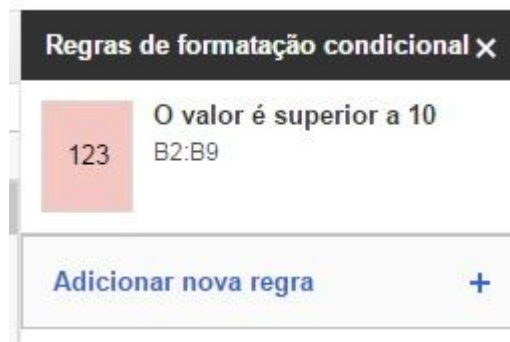 Regras de formatação condicional ×
O valor é superior a 10
123
B2:B9
Adicionar nova regra +